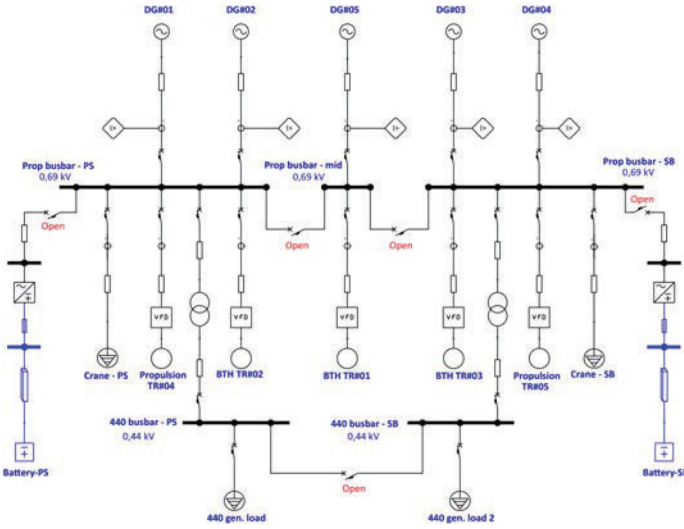 DG#01
DG#02
DG#05
DG#03
DG#04
I>
I>
I>
I>
Prop busbar - PS
0,69 kV
Prop busbar - mid
0,69 kV
Prop busbar - SB
0,69 kV
Open
Open
Open
Open
VFD
VFD
VFD
VFD
VFD
Crane - PS
Propulsion
TR#04
BTH TR#02
BTH TR#01
BTH TR#03
Propulsion
TR#05
Crane - SB
440 busbar - PS
0,44 kV
440 busbar - SB
0,44 kV
Battery-PS
Battery-SB
Open
440 gen. load
440 gen. load 2